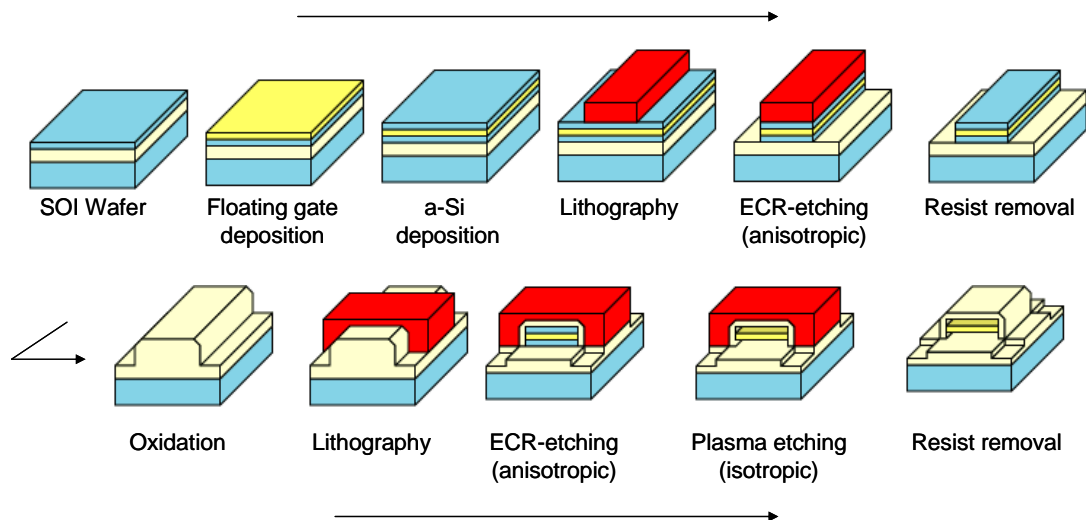 SOI Wafer
Floating gate
deposition
a-Si
deposition
Lithography
ECR-etching
(anisotropic)
Resist removal
Oxidation
Lithography
ECR-etching
(anisotropic)
Plasma etching
(isotropic)
Resist removal